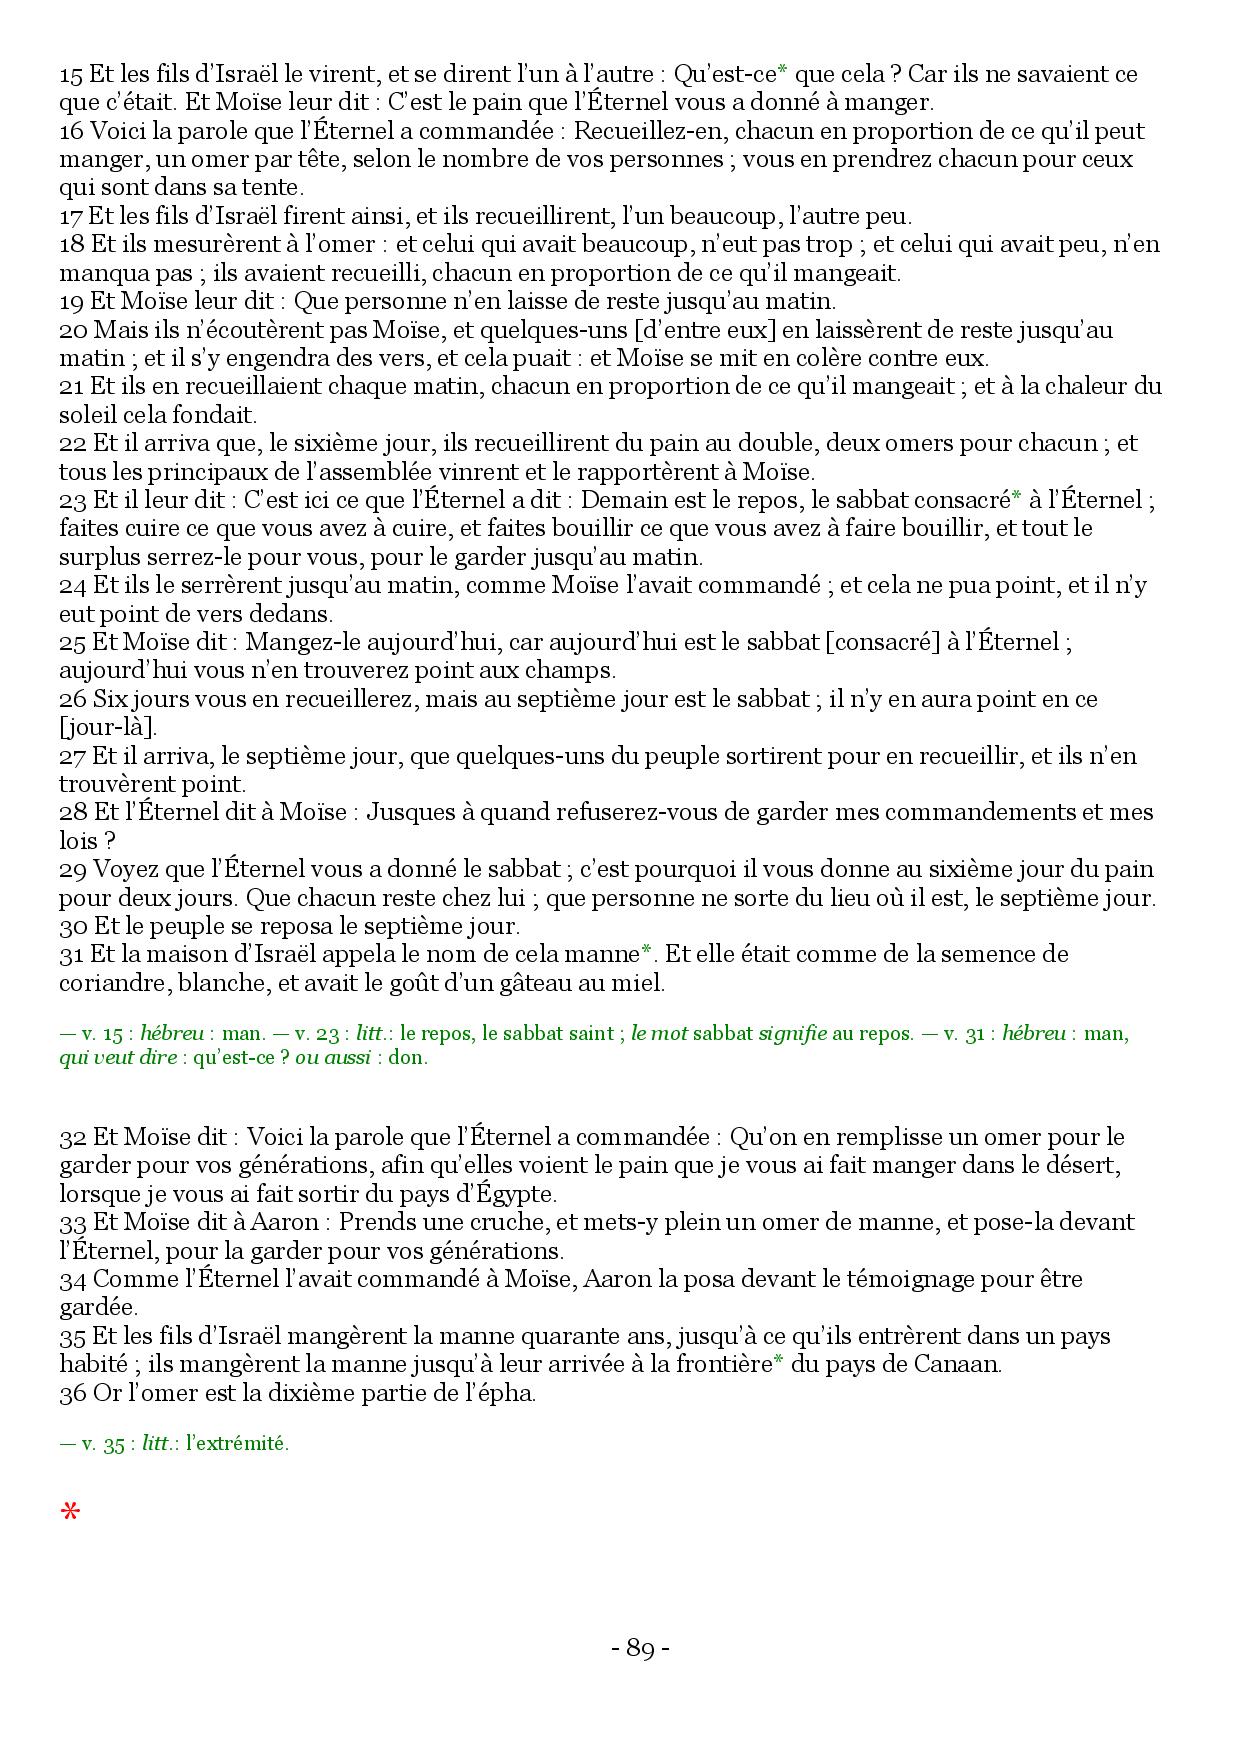 15 Et les fils d’Israël le virent, et se dirent l’un à l’autre : Qu’est-ce* que cela ? Car ils ne savaient ce
que c’était. Et Moïse leur dit : C’est le pain que l’Éternel vous a donné à manger.
16 Voici la parole que l’Éternel a commandée : Recueillez-en, chacun en proportion de ce qu’il peut
manger, un omer par tête, selon le nombre de vos personnes ; vous en prendrez chacun pour ceux
qui sont dans sa tente.
17 Et les fils d’Israël firent ainsi, et ils recueillirent, l’un beaucoup, l’autre peu.
18 Et ils mesurèrent à l’omer : et celui qui avait beaucoup, n’eut pas trop ; et celui qui avait peu, n’en
manqua pas ; ils avaient recueilli, chacun en proportion de ce qu’il mangeait.
19 Et Moïse leur dit : Que personne n’en laisse de reste jusqu’au matin.
20 Mais ils n’écoutèrent pas Moïse, et quelques-uns [d’entre eux] en laissèrent de reste jusqu’au
matin ; et il s’y engendra des vers, et cela puait : et Moïse se mit en colère contre eux.
21 Et ils en recueillaient chaque matin, chacun en proportion de ce qu’il mangeait ; et à la chaleur du
soleil cela fondait.
22 Et il arriva que, le sixième jour, ils recueillirent du pain au double, deux omers pour chacun ; et
tous les principaux de l’assemblée vinrent et le rapportèrent à Moïse.
23 Et il leur dit : C’est ici ce que l’Éternel a dit : Demain est le repos, le sabbat consacré* à l’Éternel ;
faites cuire ce que vous avez à cuire, et faites bouillir ce que vous avez à faire bouillir, et tout le
surplus serrez-le pour vous, pour le garder jusqu’au matin.
24 Et ils le serrèrent jusqu’au matin, comme Moïse l’avait commandé ; et cela ne pua point, et il n’y
eut point de vers dedans.
25 Et Moïse dit : Mangez-le aujourd’hui, car aujourd’hui est le sabbat [consacré] à l’Éternel ;
aujourd’hui vous n’en trouverez point aux champs.
26 Six jours vous en recueillerez, mais au septième jour est le sabbat ; il n’y en aura point en ce
[jour-là].
27 Et il arriva, le septième jour, que quelques-uns du peuple sortirent pour en recueillir, et ils n’en
trouvèrent point.
28 Et l’Éternel dit à Moïse : Jusques à quand refuserez-vous de garder mes commandements et mes
lois ?
29 Voyez que l’Éternel vous a donné le sabbat ; c’est pourquoi il vous donne au sixième jour du pain
pour deux jours. Que chacun reste chez lui ; que personne ne sorte du lieu où il est, le septième jour.
30 Et le peuple se reposa le septième jour.
31 Et la maison d’Israël appela le nom de cela manne*. Et elle était comme de la semence de
coriandre, blanche, et avait le goût d’un gâteau au miel.
— v. 15 : hébreu : man. — v. 23 : litt.: le repos, le sabbat saint ; le mot sabbat signifie au repos. — v. 31 : hébreu : man,
qui veut dire : qu’est-ce ? ou aussi : don.
32 Et Moïse dit : Voici la parole que l’Éternel a commandée : Qu’on en remplisse un omer pour le
garder pour vos générations, afin qu’elles voient le pain que je vous ai fait manger dans le désert,
lorsque je vous ai fait sortir du pays d’Égypte.
33 Et Moïse dit à Aaron : Prends une cruche, et mets-y plein un omer de manne, et pose-la devant
l’Éternel, pour la garder pour vos générations.
34 Comme l’Éternel l’avait commandé à Moïse, Aaron la posa devant le témoignage pour être
gardée.
35 Et les fils d’Israël mangèrent la manne quarante ans, jusqu’à ce qu’ils entrèrent dans un pays
habité ; ils mangèrent la manne jusqu’à leur arrivée à la frontière* du pays de Canaan.
36 Or l’omer est la dixième partie de l’épha.
— v. 35 : litt.: l’extrémité.
*
- 89 -